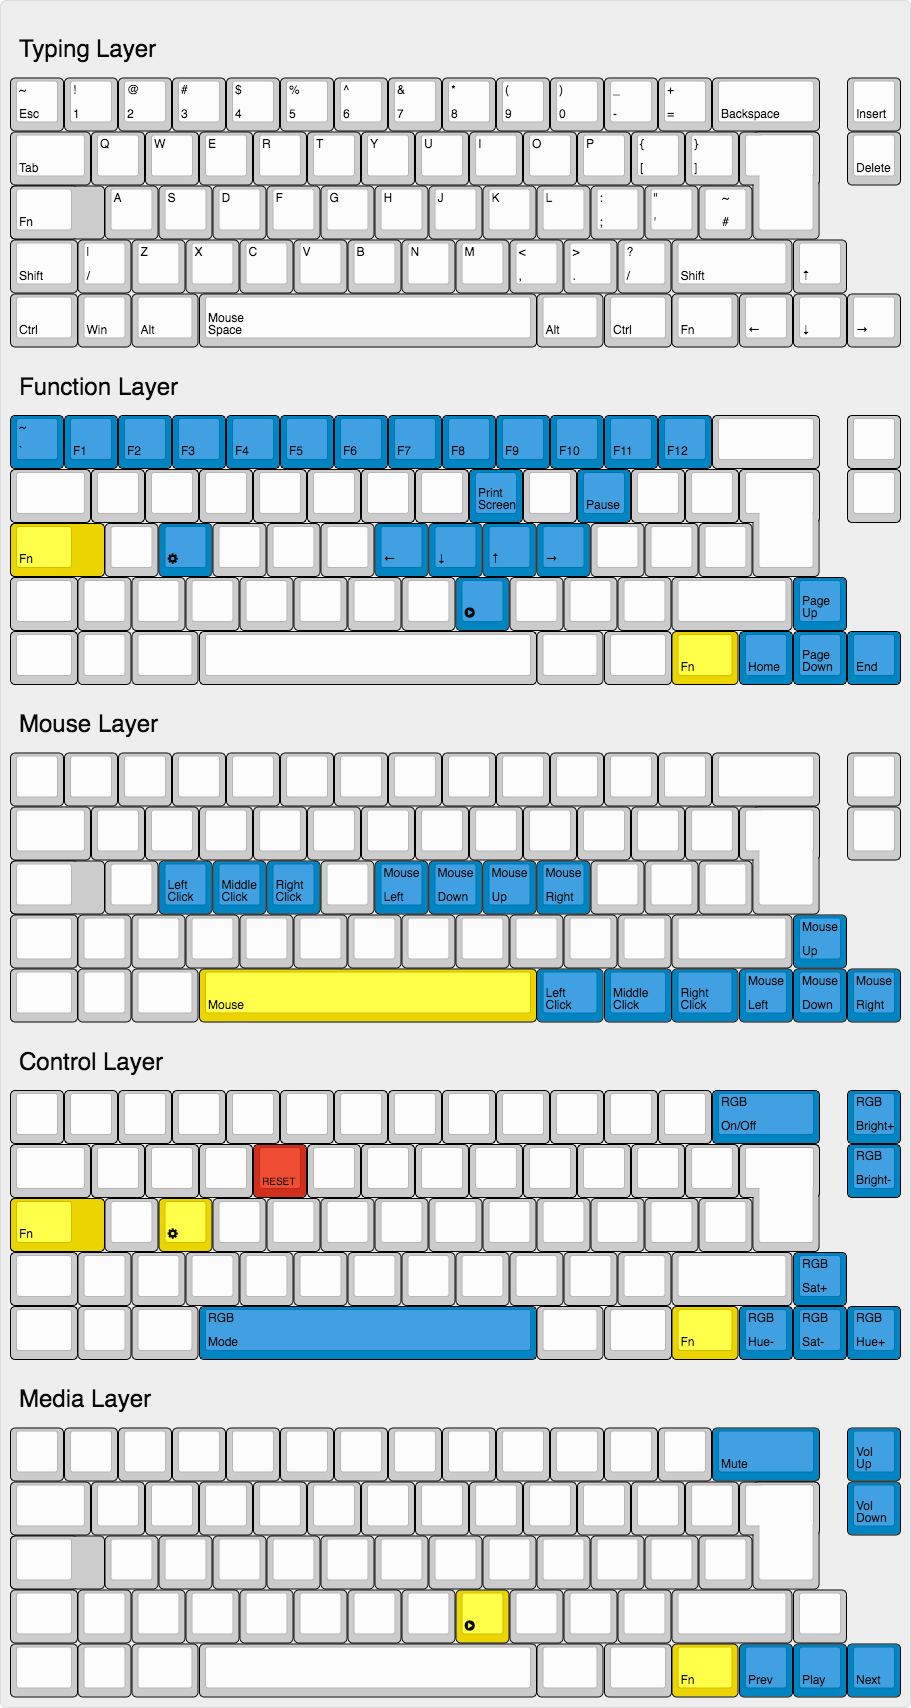 Typing Layer
~ ! @ # $ % ^ & * ( ) _ +
Esc 1 2 3 4 5 6 7 8 9 0 - = Backspace Insert
Q W E R T Y U I O P { }
Tab [ ] Delete
A S D F G H J K L : " ~
Fn ; ' #
| Z X C V B N M < > ?
Shift / , . / Shift ↑
Mouse
Ctrl Win Alt Space Alt Ctrl Fn ← ↓ →
Function Layer
~
` F1 F2 F3 F4 F5 F6 F7 F8 F9 F10 F11 F12
Print
Screen Pause
Fn ← ↓ ↑ →
Page
Up
Page
Fn Home Down End
Mouse Layer
Mouse Mouse Mouse Mouse
Left Middle Right
Click Click Click Left Down Up Right
Mouse
Up
Mouse Mouse Mouse
Left Middle Right
Mouse Click Click Click Left Down Right
Control Layer
RGB RGB
On/Off Bright+
RGB
RESET Bright-
Fn
RGB
Sat+
RGB RGB RGB RGB
Mode Fn Hue- Sat- Hue+
Media Layer
Vol
Mute Up
Vol
Down
Fn Prev Play Next